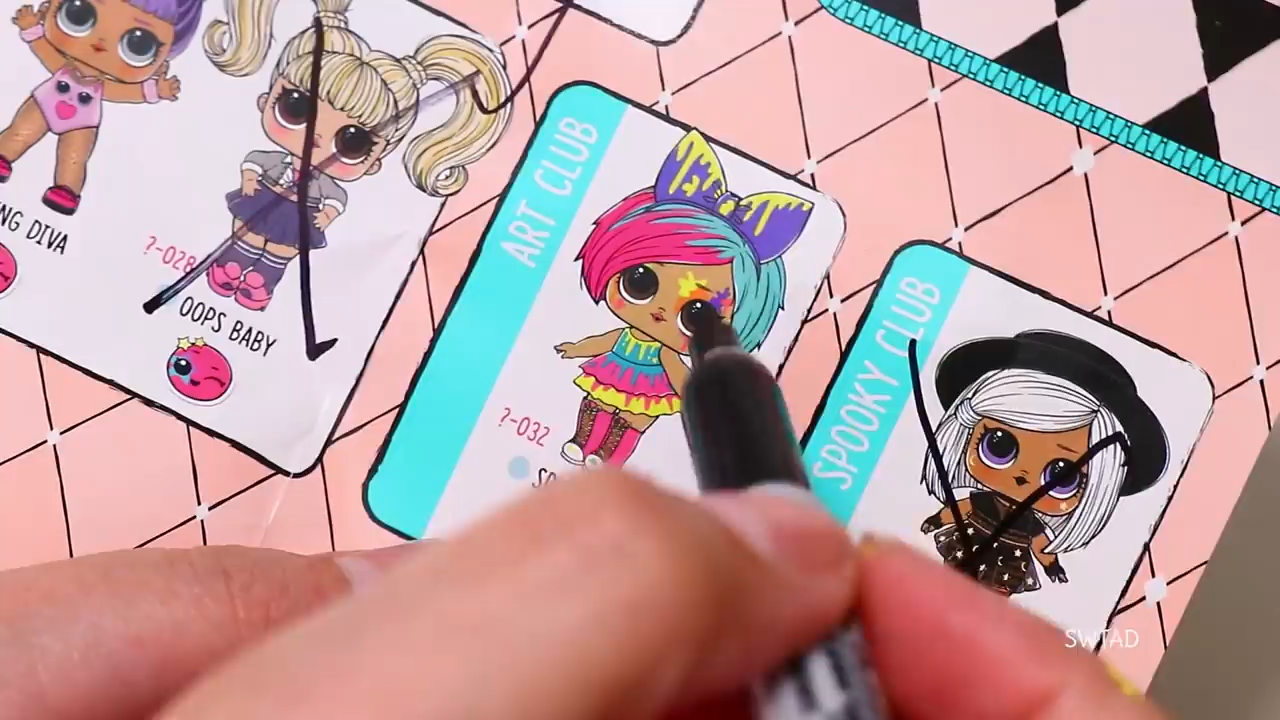 NG DIVA
?-028
OOPS BABY
ART CLUB
?-032
SPOOKY CLUB
SWTAD